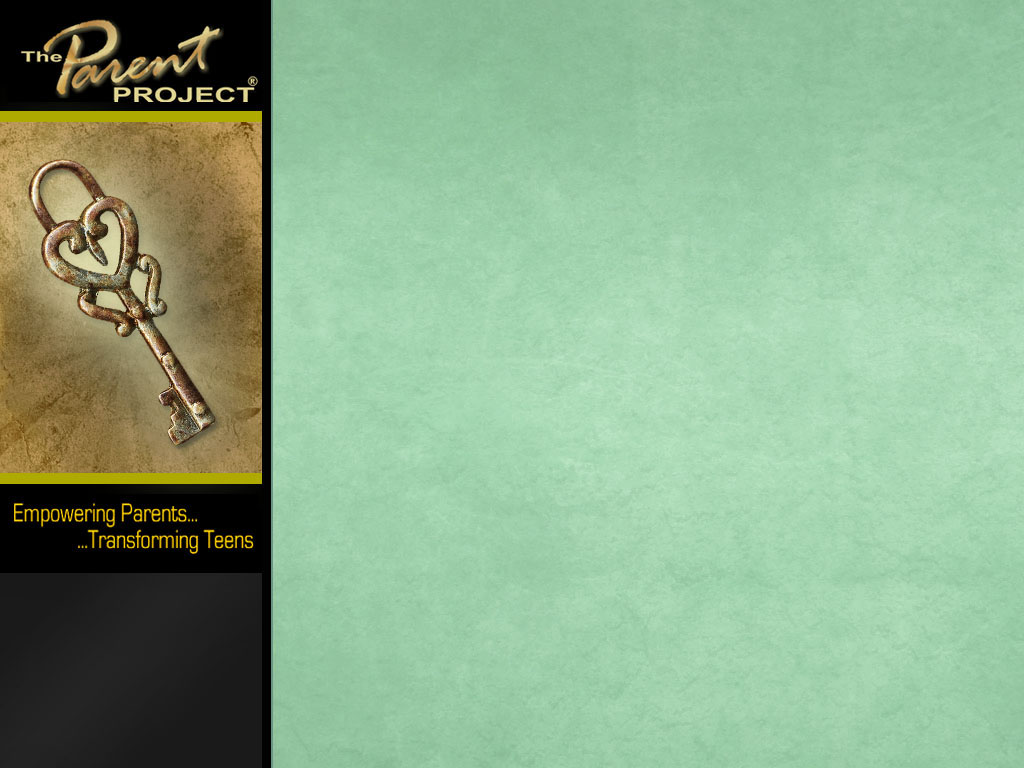 The Parent
PROJECT®
Empowering Parents...
...Transforming Teens